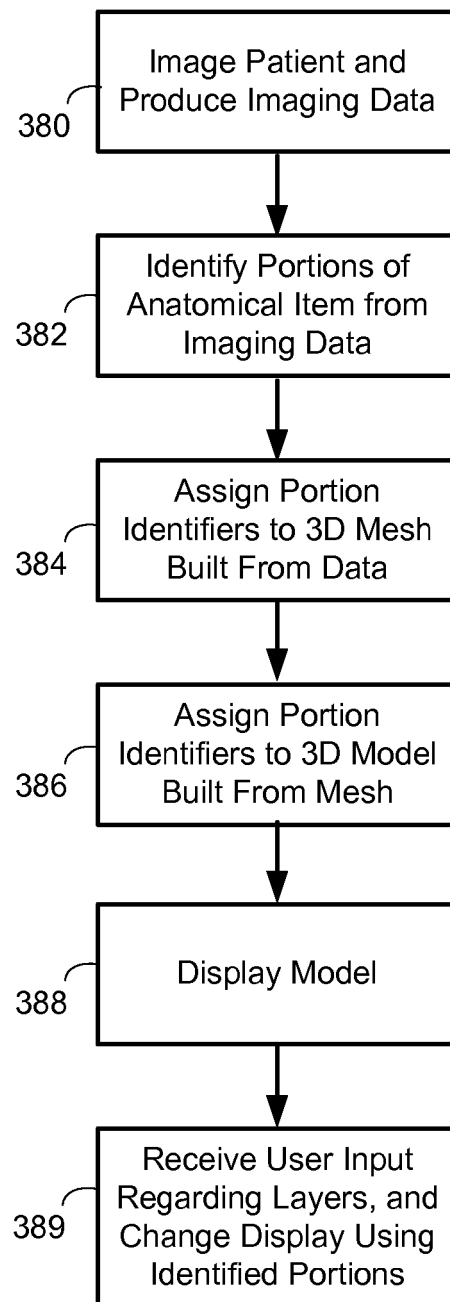 Image Patient and
Produce Imaging Data
380
Identify Portions of
Anatomical Item from
Imaging Data
382
Assign Portion
Identifiers to 3D Mesh
Built From Data
384
Assign Portion
Identifiers to 3D Model
Built From Mesh
386
Display Model
388
Receive User Input
Regarding Layers, and
Change Display Using
Identified Portions
389